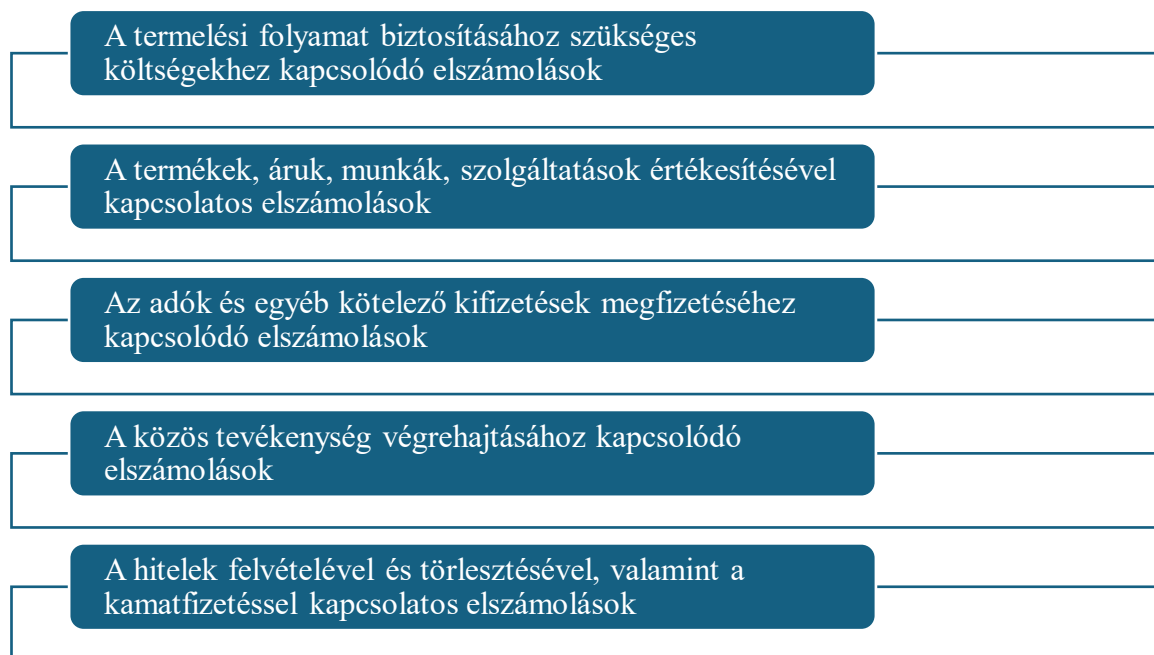 A termelési folyamat biztosításához szükséges
költségekhez kapcsolódó elszámolások
A termékek, áruk, munkák, szolgáltatások értékesítésével
kapcsolatos elszámolások
Az adók és egyéb kötelező kifizetések megfizetéséhez
kapcsolódó elszámolások
A közös tevékenység végrehajtásához kapcsolódó
elszámolások
A hitelek felvételével és törlesztésével, valamint a
kamatfizetéssel kapcsolatos elszámolások